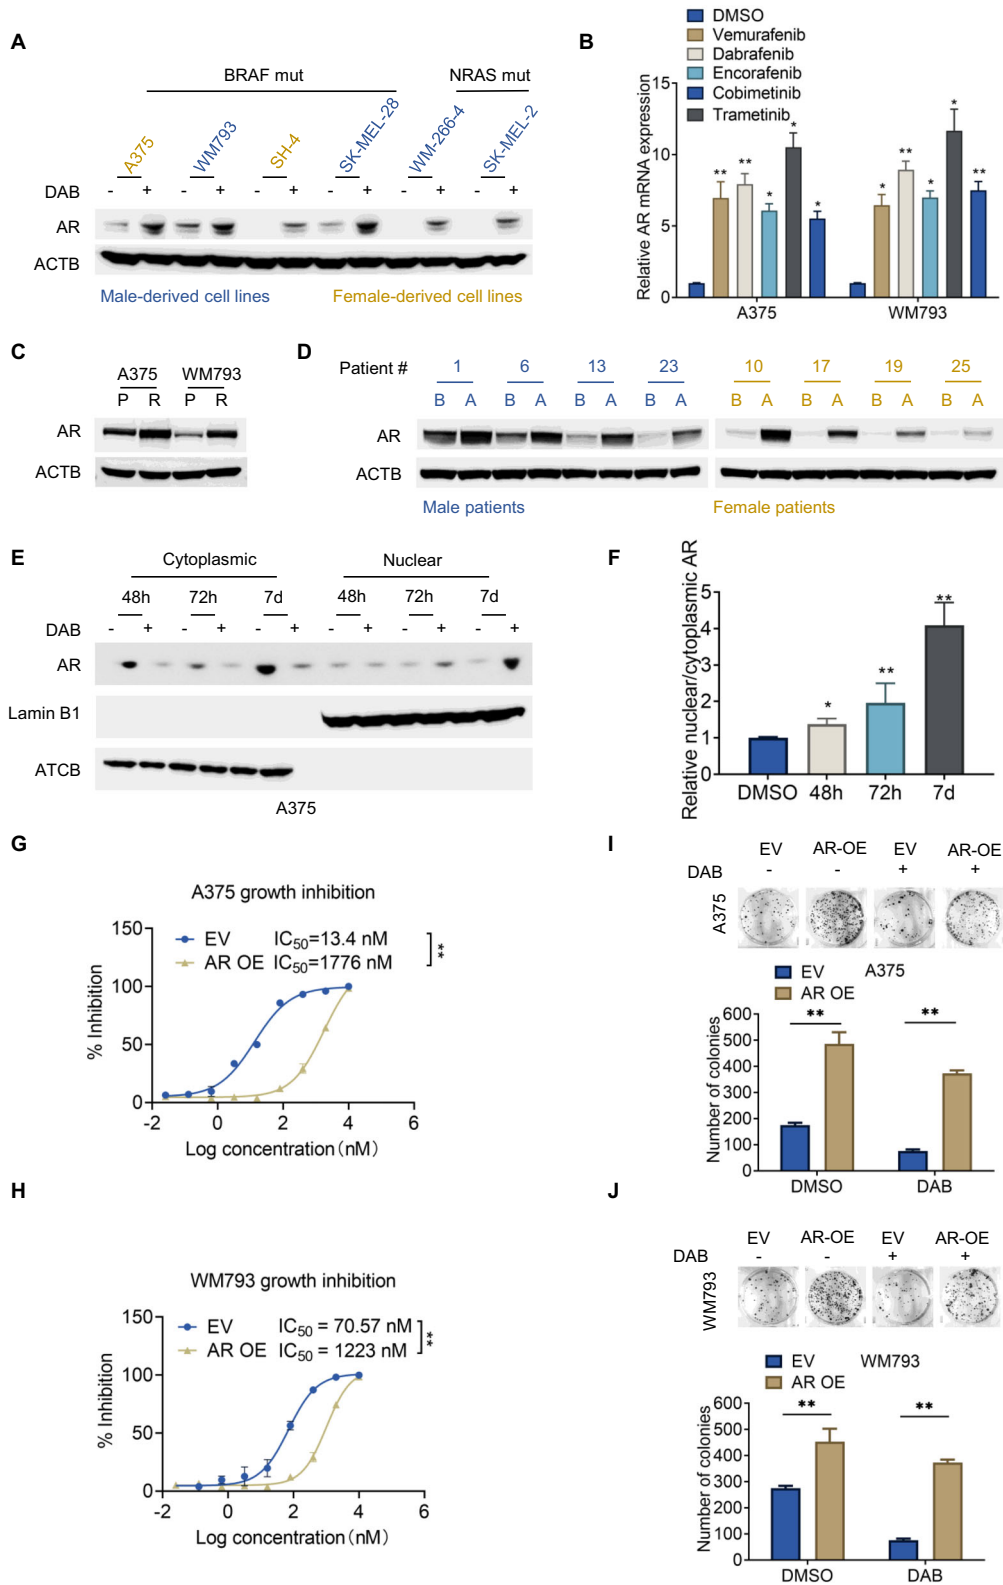 A
BRAF mut
NRAS mut
A375
WM793
SH-4
SK-MEL-28
WM-266-4
SK-MEL-2
DAB - + - + - + - + - + - +
AR
ACTB
Male-derived cell lines
Female-derived cell lines
B
DMSO
Vemurafenib
Dabrafenib
Encorafenib
Cobimetinib
Trametinib
Relative AR mRNA expression
15
10
5
0
** ** * * *
* ** * * **
A375
WM793
C
A375 WM793
P R P R
AR
ACTB
D
Patient # 1 6 13 23 10 17 19 25
B A B A B A B A B A B A B A B A
AR
ACTB
Male patients
Female patients
E
Cytoplasmic
Nuclear
48h 72h 7d 48h 72h 7d
DAB - + - + - + - + - + - +
AR
Lamin B1
ATCB
A375
F
Relative nuclear/cytoplasmic AR
5
4
3
2
1
0
*
**
**
DMSO 48h 72h 7d
G
A375 growth inhibition
EV IC50=13.4 nM
AR OE IC50=1776 nM
**
% Inhibition
150
100
50
0
-2 0 2 4 6
Log concentration(nM)
H
WM793 growth inhibition
EV IC50 = 70.57 nM
AR OE IC50 = 1223 nM
**
% Inhibition
150
100
50
0
-2 0 2 4 6
Log concentration(nM)
I
EV AR-OE EV AR-OE
DAB - - + +
A375
EV
AR OE
A375
Number of colonies
600
500
400
300
200
100
0
** **
DMSO DAB
J
EV AR-OE EV AR-OE
DAB - - + +
WM793
EV
AR OE
WM793
Number of colonies
600
500
400
300
200
100
0
** **
DMSO DAB